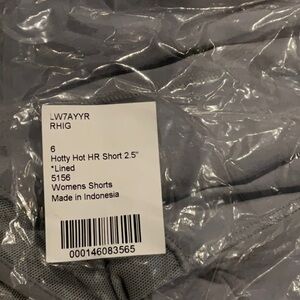 LW7AYYR
RHIG
6
Hotty Hot HR Short 2.5"
*Lined
5156
Womens Shorts
Made in Indonesia
000146083565